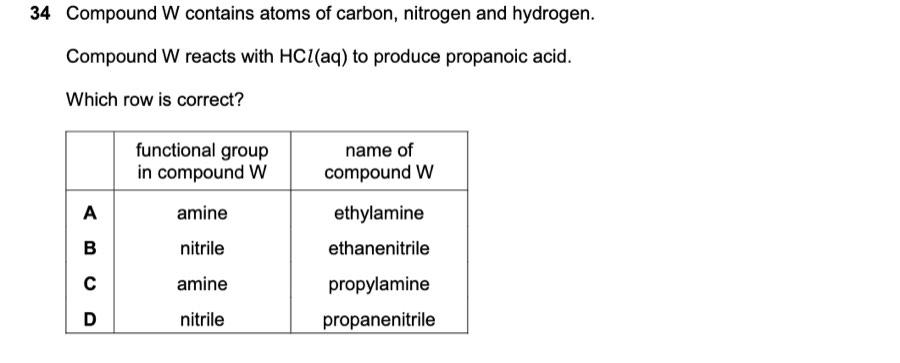 34 Compound W contains atoms of carbon, nitrogen and hydrogen.
Compound W reacts with HCl(aq) to produce propanoic acid.
Which row is correct?
functional group in compound W
name of compound W
A amine ethylamine
B nitrile ethanenitrile
C amine propylamine
D nitrile propanenitrile